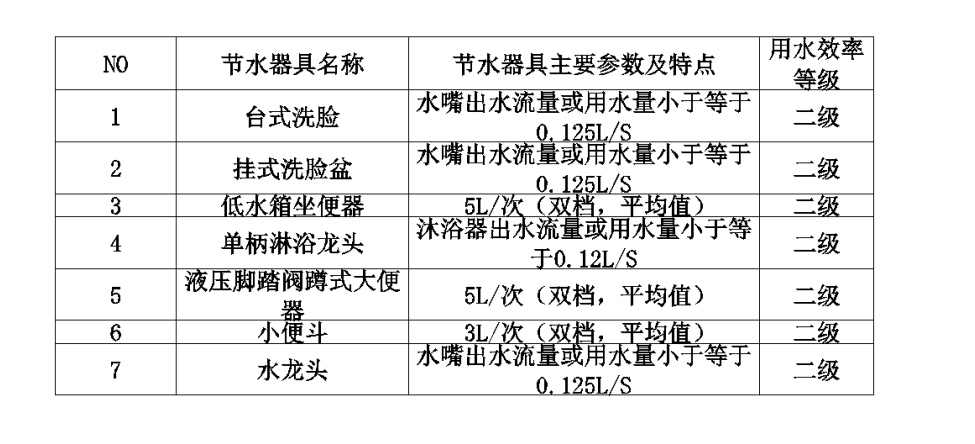 NO 节水器具名称 节水器具主要参数及特点 用水效率
等级
1 台式洗脸 水嘴出水流量或用水量小于等于
0.125L/S 二级
2 挂式洗脸盆 水嘴出水流量或用水量小于等于
0.125L/S 二级
3 低水箱坐便器 5L/次（双档，平均值） 二级
4 单柄淋浴龙头 沐浴器出水流量或用水量小于等
于0.12L/S 二级
5 液压脚踏阀蹲式大便
器 5L/次（双档，平均值） 二级
6 小便斗 3L/次（双档，平均值） 二级
7 水龙头 水嘴出水流量或用水量小于等于
0.125L/S 二级